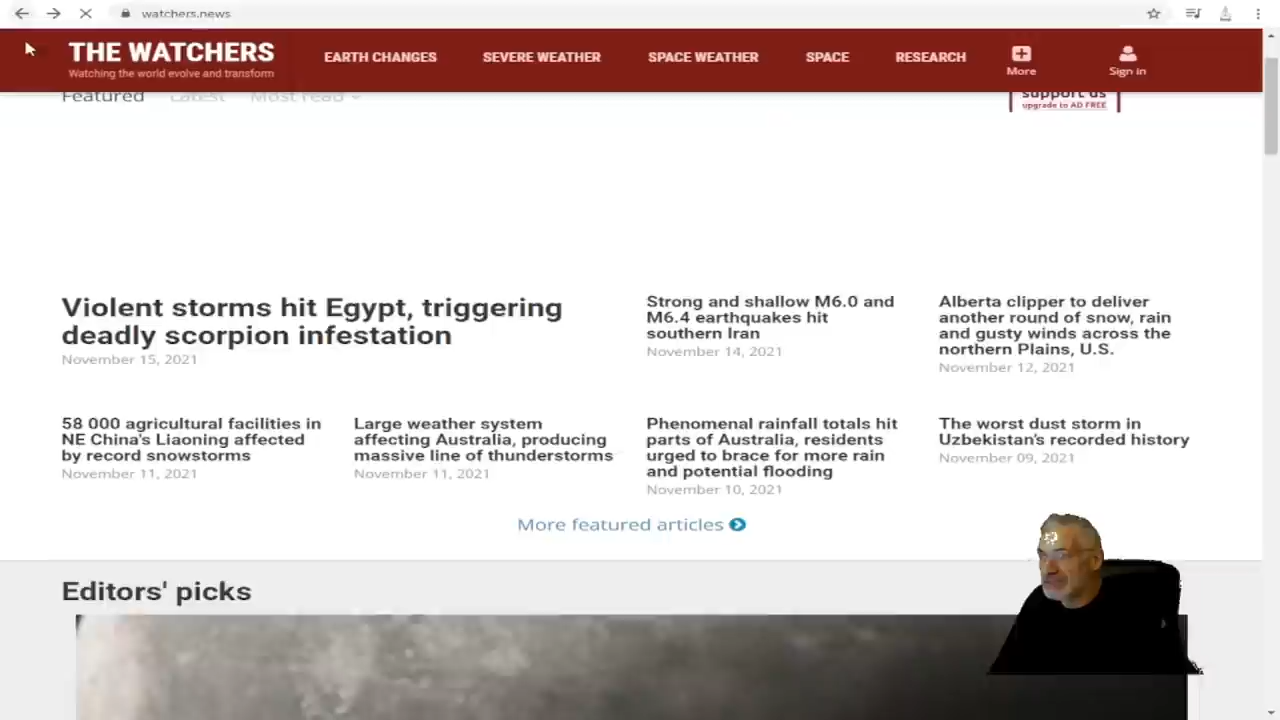 watchers.news
THE WATCHERS
Watching the world evolve and transform
EARTH CHANGES
SEVERE WEATHER
SPACE WEATHER
SPACE
RESEARCH
More
Sign in
Featured
Latest
Most read
support us
upgrade to AD FREE
Violent storms hit Egypt, triggering
deadly scorpion infestation
November 15, 2021
Strong and shallow M6.0 and
M6.4 earthquakes hit
southern Iran
November 14, 2021
Alberta clipper to deliver
another round of snow, rain
and gusty winds across the
northern Plains, U.S.
November 12, 2021
58 000 agricultural facilities in
NE China's Liaoning affected
by record snowstorms
November 11, 2021
Large weather system
affecting Australia, producing
massive line of thunderstorms
November 11, 2021
Phenomenal rainfall totals hit
parts of Australia, residents
urged to brace for more rain
and potential flooding
November 10, 2021
The worst dust storm in
Uzbekistan's recorded history
November 09, 2021
More featured articles
Editors' picks